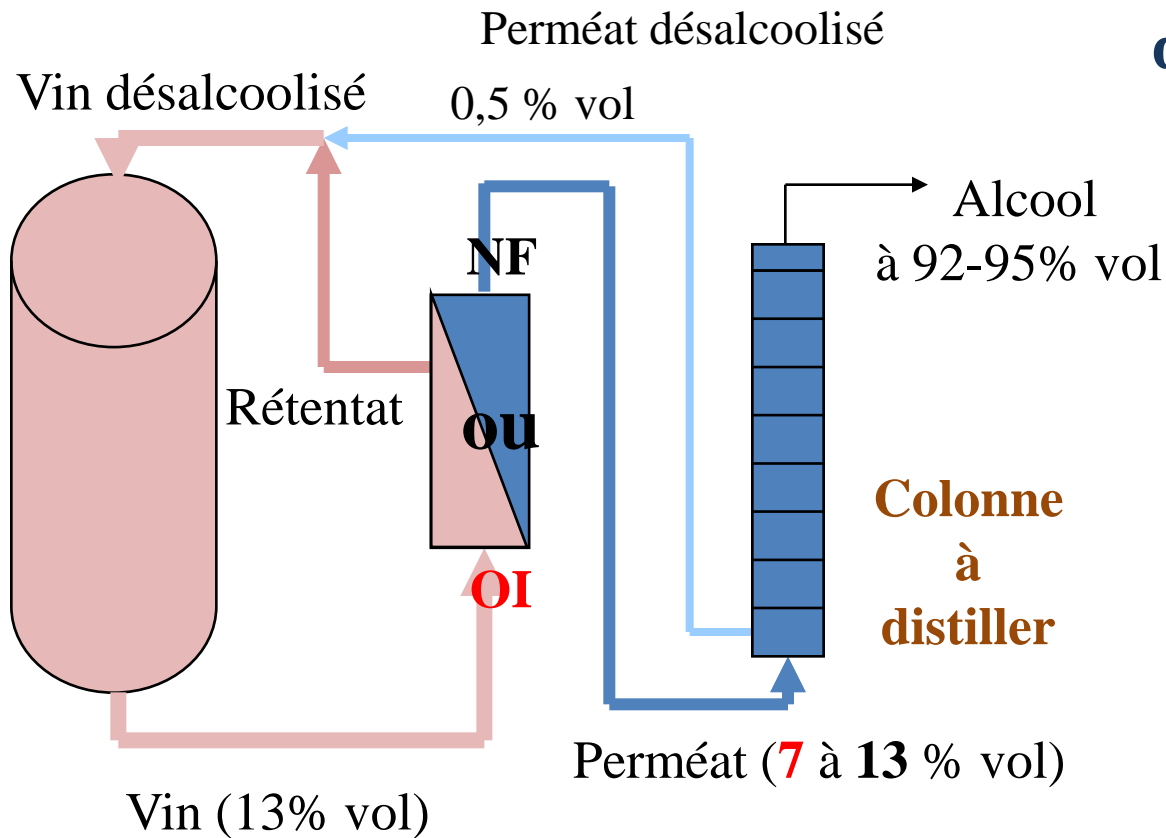 Perméat désalcoolisé
Vin désalcoolisé
0,5 % vol
Alcool
à 92-95% vol
NF
ou
OI
Rétentat
Colonne
à
distiller
Perméat (7 à 13 % vol)
Vin (13% vol)